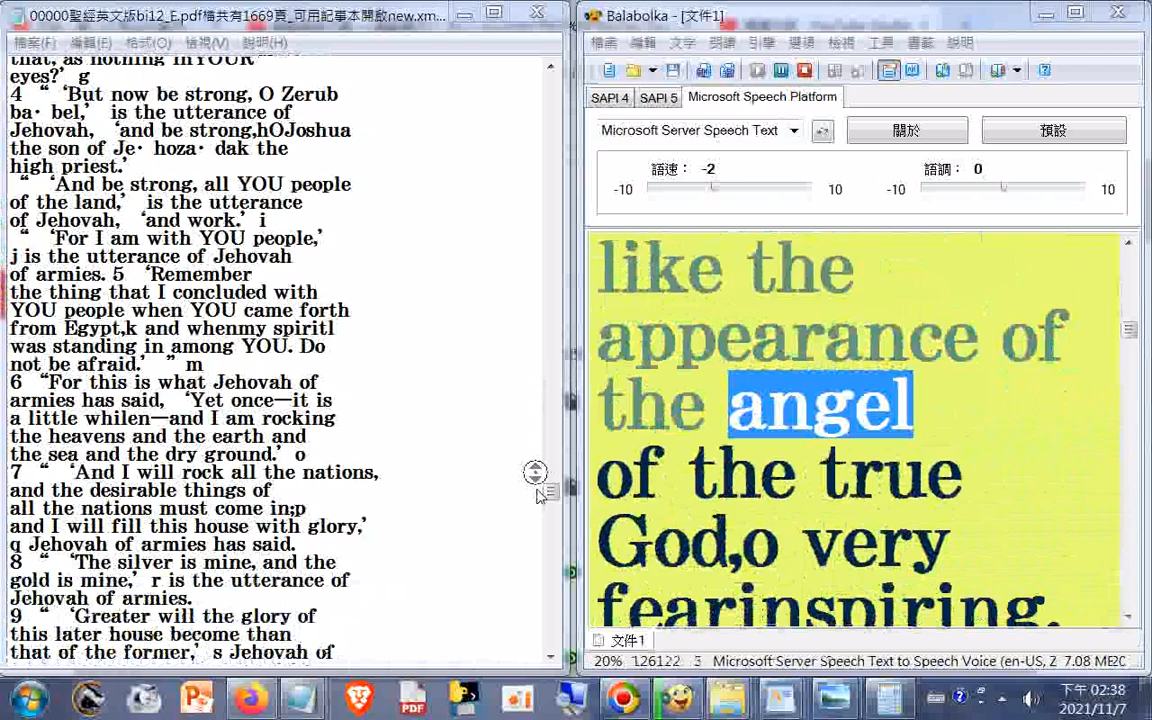 00000聖經英文版bi12_E.pdf檔共有1669頁_可用記事本開啟new.xm...
檔案(F) 編輯(E) 格式(O) 檢視(V) 說明(H)
that, as nothing inYOUR
eyes?’ g
4 “ ‘But now be strong, O Zerub
ba· bel,’ is the utterance of
Jehovah, ‘and be strong,hOJoshua
the son of Je· hoza· dak the
high priest.’
“ ‘And be strong, all YOU people
of the land,’ is the utterance
of Jehovah, ‘and work.’ i
“ ‘For I am with YOU people,’
j is the utterance of Jehovah
of armies. 5 ‘Remember
the thing that I concluded with
YOU people when YOU came forth
from Egypt,k and whenmy spiritl
was standing in among YOU. Do
not be afraid.’ ” m
6 “For this is what Jehovah of
armies has said, ‘Yet once—it is
a little whilen—and I am rocking
the heavens and the earth and
the sea and the dry ground.’ o
7 “ ‘And I will rock all the nations,
and the desirable things of
all the nations must come in;p
and I will fill this house with glory,’
q Jehovah of armies has said.
8 “ ‘The silver is mine, and the
gold is mine,’ r is the utterance of
Jehovah of armies.
9 “ ‘Greater will the glory of
this later house become than
that of the former,’ s Jehovah of
Balabolka - [文件1]
檔案 編輯 文字 朗讀 引擎 選項 檢視 工具 書籤 說明
SAPI 4 SAPI 5 Microsoft Speech Platform
Microsoft Server Speech Text 關於 預設
語速： -2 語調： 0
-10 10 -10 10
like the
appearance of
the angel
of the true
God,o very
fearinspiring.
文件1
20% 126122 3 Microsoft Server Speech Text to Speech Voice (en-US, Z 7.08 ME
PDF
下午 02:38
2021/11/7